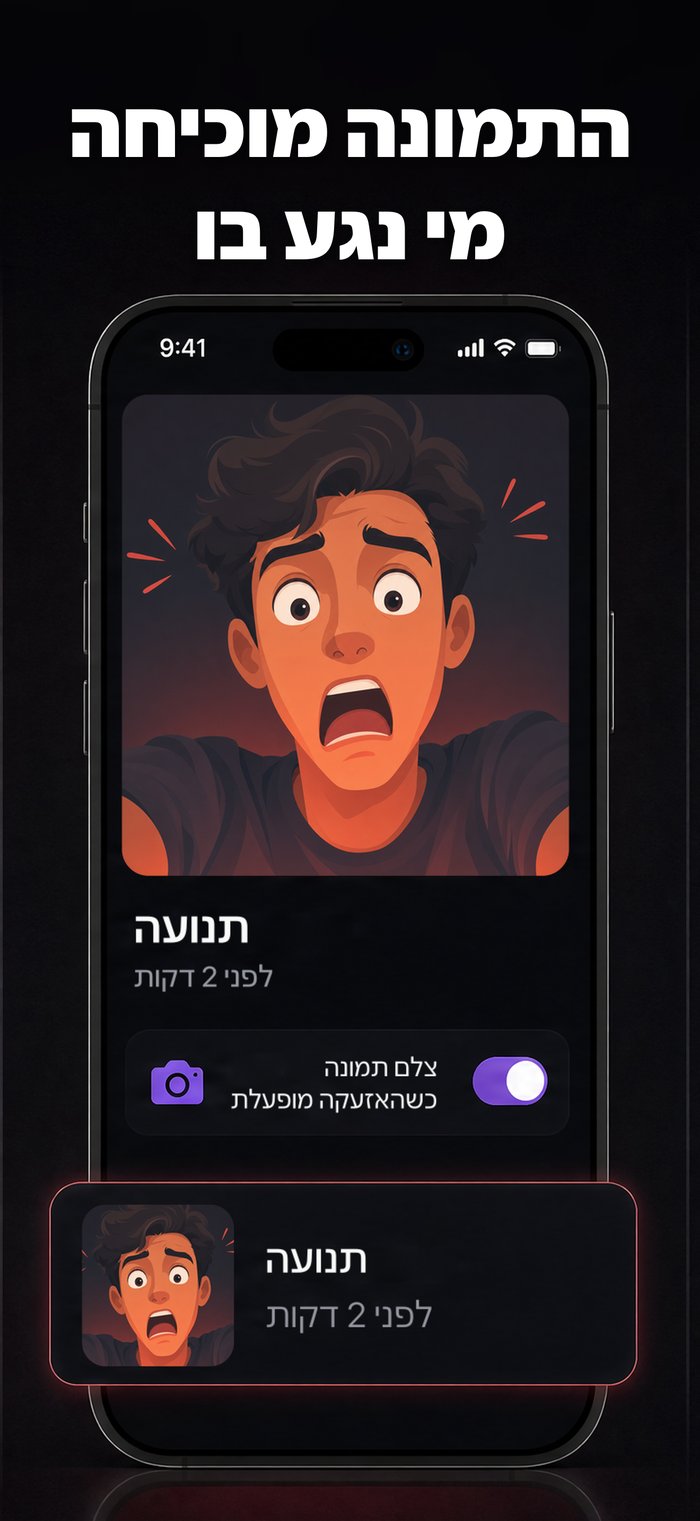 התמונה מוכיחה
מי נגע בו
9:41
תנועה
לפני 2 דקות
צלם תמונה
כשהאזעקה מופעלת
תנועה
לפני 2 דקות